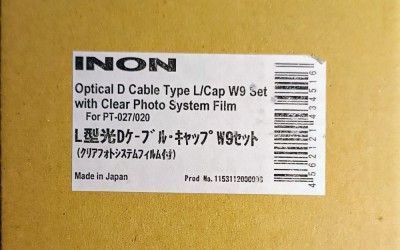 INON
Optical D Cable Type L/Cap W9 Set
with Clear Photo System Film
For PT-027/020
L型光Dケーブル・キャップW9セット
(クリアフォトシステムフィルム付)
Made in Japan
Prod No. 1153112000000
4562121434516